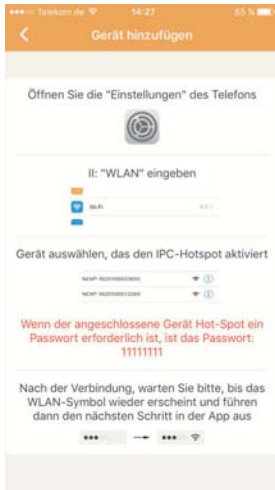 Telekom.de 14:27 85 %
Gerät hinzufügen
Öffnen Sie die "Einstellungen" des Telefons
II: "WLAN" eingeben
Wi-Fi
Gerät auswählen, das den IPC-Hotspot aktiviert
Wenn der angeschlossene Gerät Hot-Spot ein
Passwort erforderlich ist, ist das Passwort:
11111111
Nach der Verbindung, warten Sie bitte, bis das
WLAN-Symbol wieder erscheint und führen
dann den nächsten Schritt in der App aus